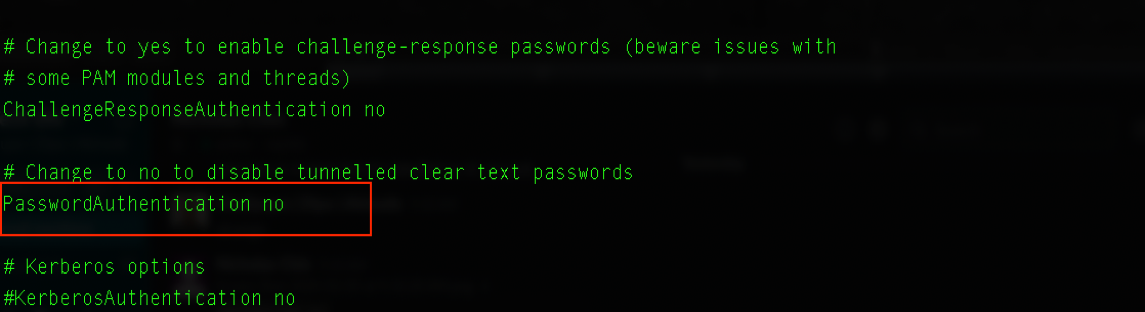 # Change to yes to enable challenge-response passwords (beware issues with
# some PAM modules and threads)
ChallengeResponseAuthentication no
# Change to no to disable tunnelled clear text passwords
PasswordAuthentication no
# Kerberos options
#KerberosAuthentication no